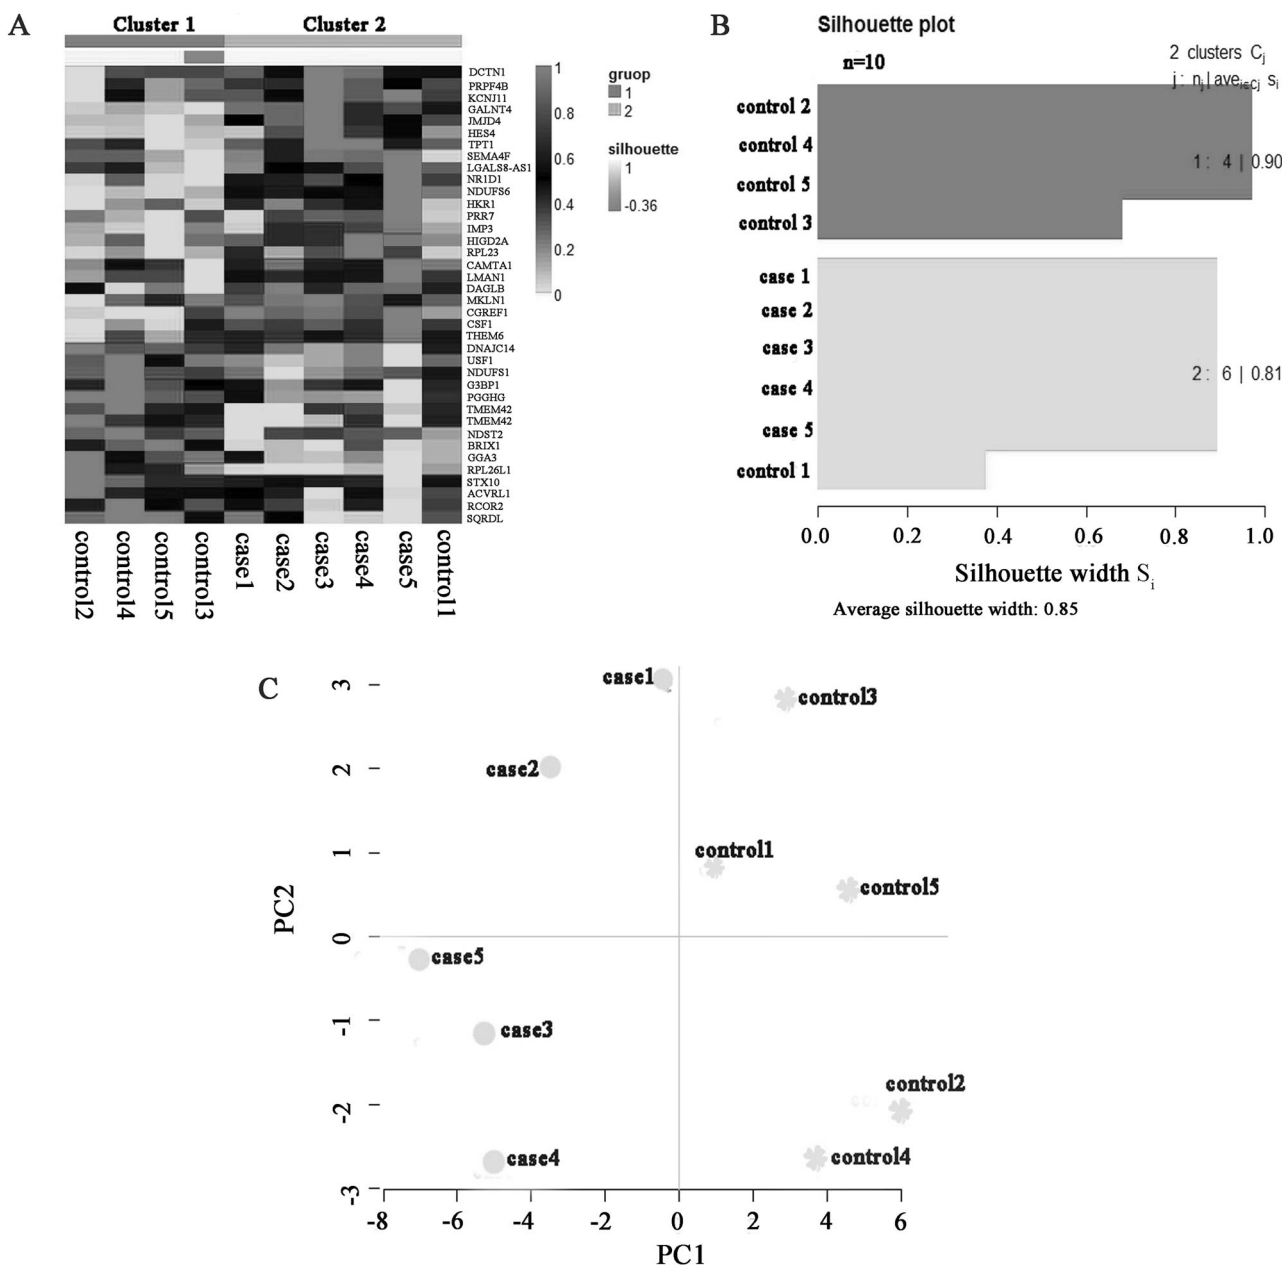 A
Cluster 1 Cluster 2
DCTN1
PRPF4B
KCNJ11
GALNT4
JMJD4
HES4
TPT1
SEMA4F
LGALS8-AS1
NR1D1
NDUFS6
HKR1
PRR7
IMP3
HIGD2A
RPL23
CAMTA1
LMAN1
DAGLB
MKLN1
CGREF1
CSF1
THEM6
DNAJC14
USF1
NDUFS1
G3BP1
PGGHG
TMEM42
TMEM42
NDST2
BRIX1
GGA3
RPL26L1
STX10
ACVRL1
RCOR2
SQRDL
1
0.8
0.6
0.4
0.2
0
gruop
1
2
silhouette
1
-0.36
control2 control4 control5 control3 case1 case2 case3 case4 case5 control1
B
Silhouette plot
n=10
2 clusters Cj
j : nj | avei∈Cj si
control 2
control 4
control 5
control 3
1 : 4 | 0.90
case 1
case 2
case 3
case 4
case 5
control 1
2 : 6 | 0.81
0.0 0.2 0.4 0.6 0.8 1.0
Silhouette width Si
Average silhouette width: 0.85
C
case1
control3
case2
control1
control5
case5
case3
control2
case4
control4
3
2
1
0
-1
-2
-3
PC2
-8 -6 -4 -2 0 2 4 6
PC1